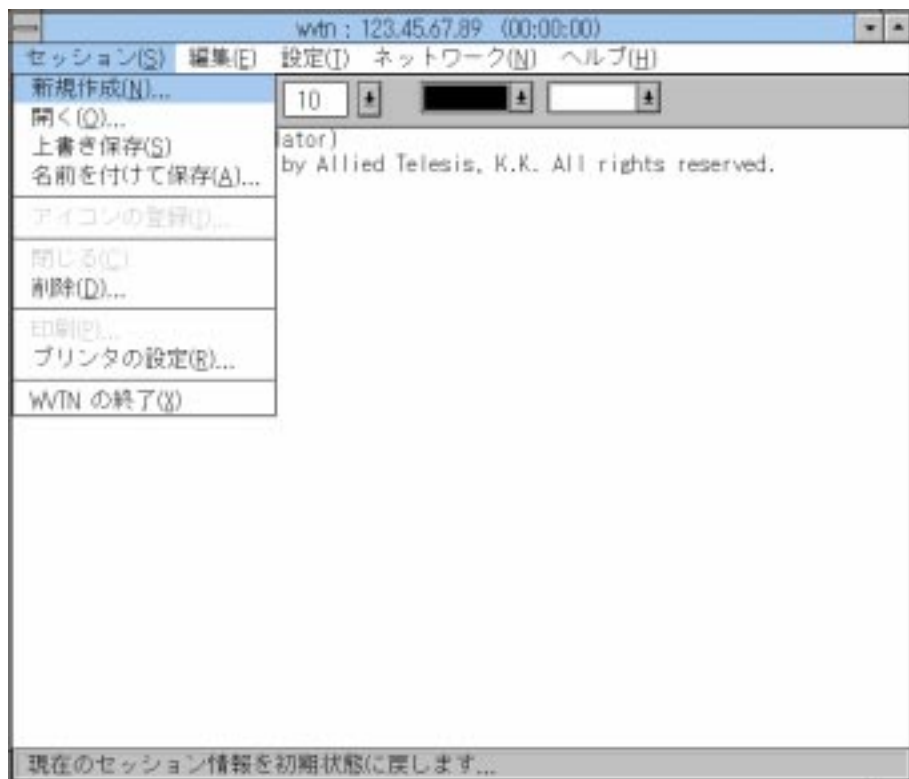 wvtn : 123.45.67.89 (00:00:00)
セッション(S) 編集(E) 設定(T) ネットワーク(N) ヘルプ(H)
新規作成(N)...
開く(O)...
上書き保存(S)
名前を付けて保存(A)...
アイコンの登録(I)...
閉じる(C)
削除(D)...
印刷(P)...
プリンタの設定(R)...
WVTN の終了(X)
10
ator)
by Allied Telesis, K.K. All rights reserved.
現在のセッション情報を初期状態に戻します...